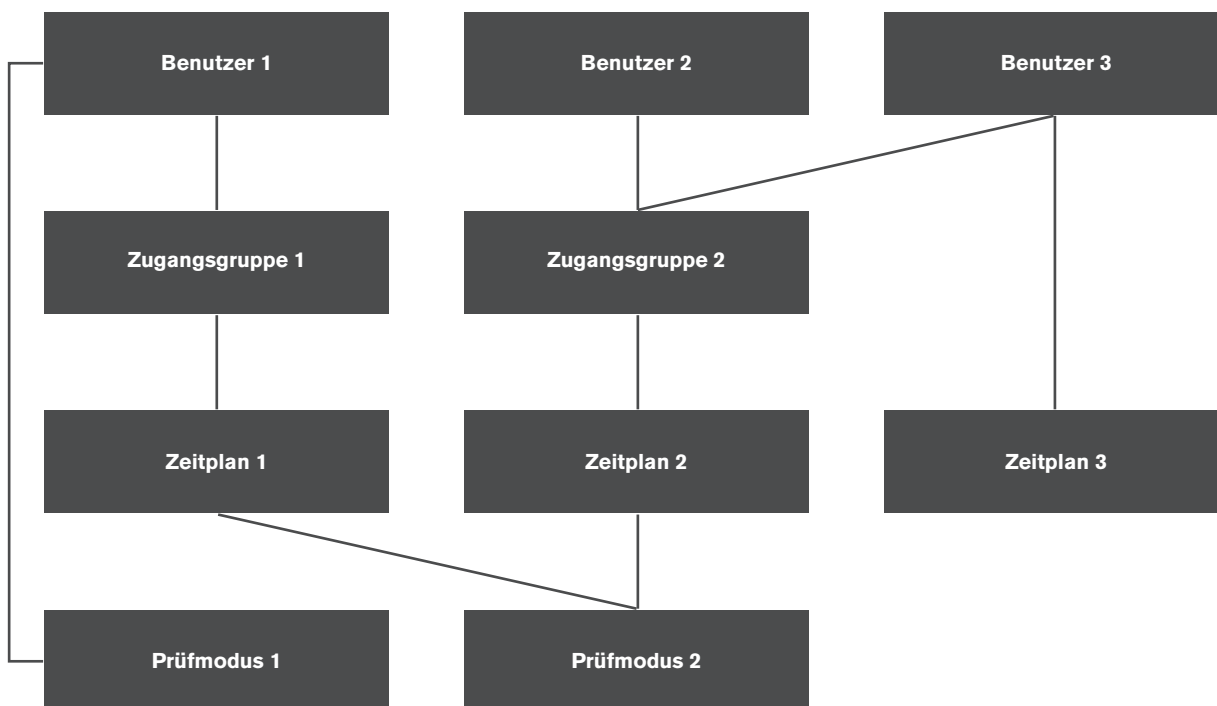 Benutzer 1
Benutzer 2
Benutzer 3
Zugangsgruppe 1
Zugangsgruppe 2
Zeitplan 1
Zeitplan 2
Zeitplan 3
Prüfmodus 1
Prüfmodus 2